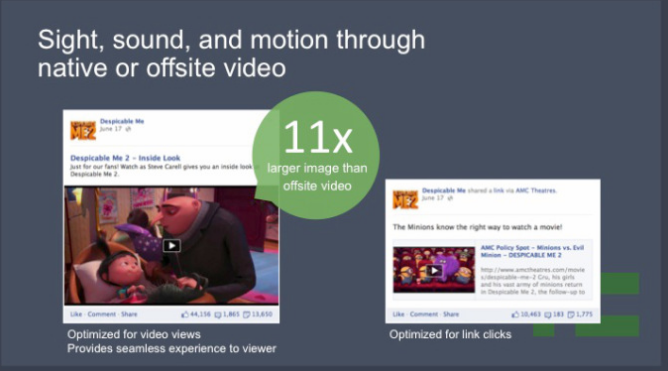 Sight, sound, and motion through
native or offsite video
Despicable Me
June 17
Despicable Me 2 - Inside Look
Just for our fans! Watch as Steve Carell gives you an inside look
Despicable Me 2.
11x
larger image than
offsite video
Like · Comment · Share
44,156 1,865 13,650
Optimized for video views
Provides seamless experience to viewer
Despicable Me shared a link via AMC Theatres.
June 17
The Minions know the right way to watch a movie!
AMC Policy Spot - Minions vs. Evil
Minion - DESPICABLE ME 2
http://www.amctheatres.com/movie
s/despicable-me-2 Gru, his girls
and his vast army of minions return
in Despicable Me 2, the follow-up to
Like · Comment · Share
10,463 183 1,775
Optimized for link clicks